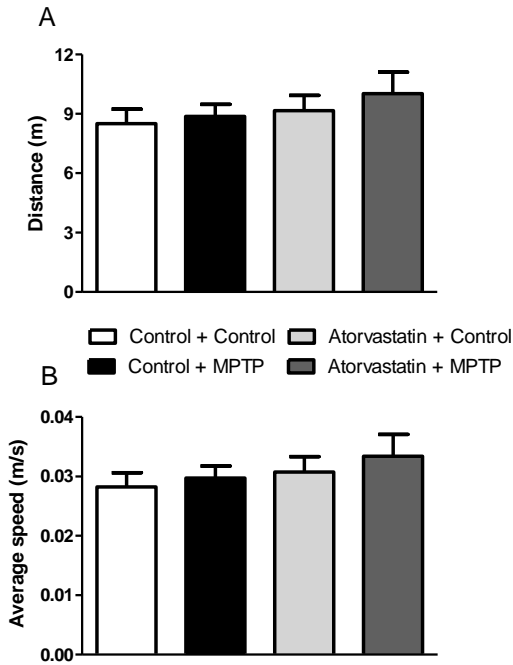 A
12
9
6
3
0
Distance (m)
Control + Control
Atorvastatin + Control
Control + MPTP
Atorvastatin + MPTP
B
0.04
0.03
0.02
0.01
0.00
Average speed (m/s)